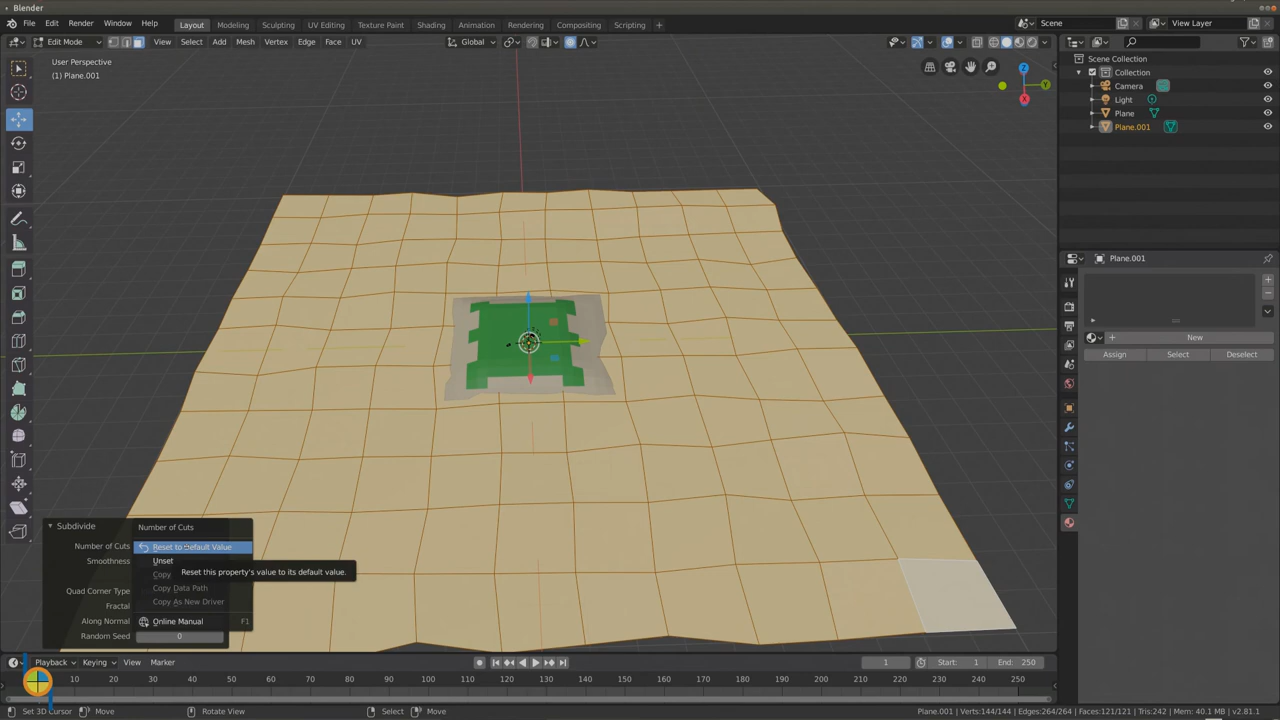 Blender
File Edit Render Window Help Layout Modeling Sculpting UV Editing Texture Paint Shading Animation Rendering Compositing Scripting + Scene View Layer
Edit Mode View Select Add Mesh Vertex Edge Face UV Global
User Perspective
(1) Plane.001
Z
Y
X
Scene Collection
Collection
Camera
Light
Plane
Plane.001
Plane.001
New
Assign Select Deselect
Subdivide
Number of Cuts
Number of Cuts
Reset to Default Value
Smoothness
Unset
Reset this property's value to its default value.
Copy
Copy Data Path
Quad Corner Type
Copy As New Driver
Fractal
Along Normal
Online Manual F1
Random Seed 0
Playback Keying View Marker 1 Start: 1 End: 250
10 20 30 40 50 60 70 80 90 100 110 120 130 140 150 160 170 180 190 200 210 220 230 240 250
Set 3D Cursor Move Rotate View Select Move Plane.001 | Verts:144/144 | Edges:264/264 | Faces:121/121 | Tris:242 | Mem: 40.1 MB | v2.81.1